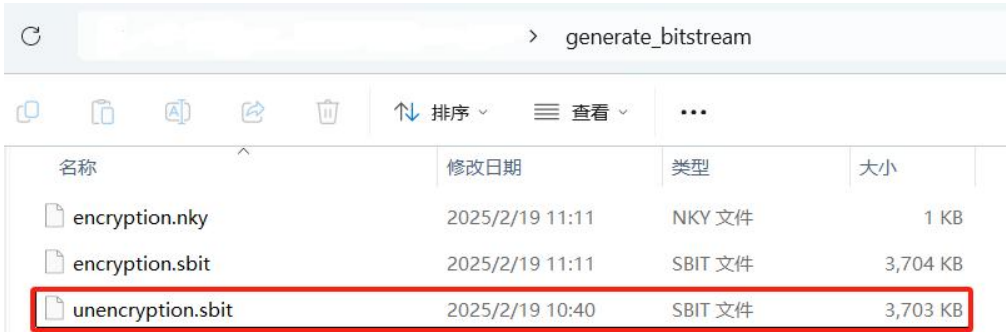 > generate_bitstream
排序 查看 •••
名称 修改日期 类型 大小
encryption.nky 2025/2/19 11:11 NKY 文件 1 KB
encryption.sbit 2025/2/19 11:11 SBIT 文件 3,704 KB
unencryption.sbit 2025/2/19 10:40 SBIT 文件 3,703 KB